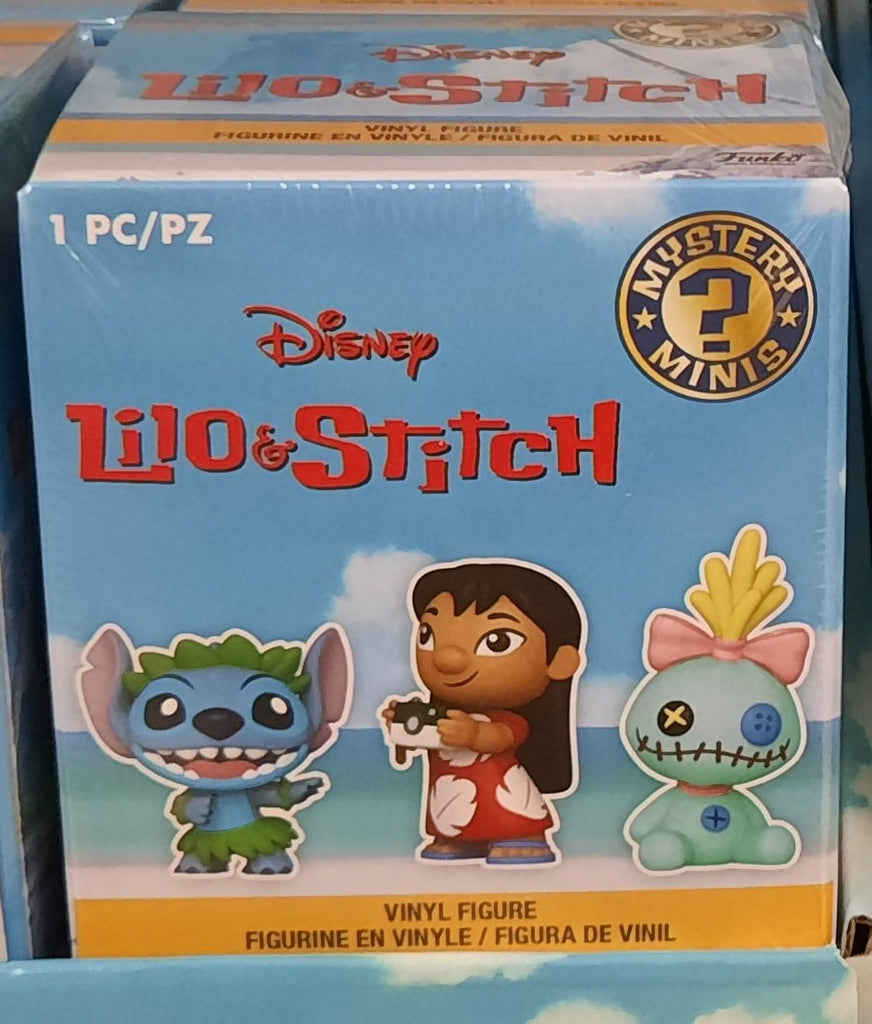 MINIS
Disney
Lilo & Stitch
VINYL FIGURE
FIGURINE EN VINYLE / FIGURA DE VINIL
Funko
1 PC/PZ
MYSTERY
?
MINIS
Disney
Lilo & Stitch
VINYL FIGURE
FIGURINE EN VINYLE / FIGURA DE VINIL